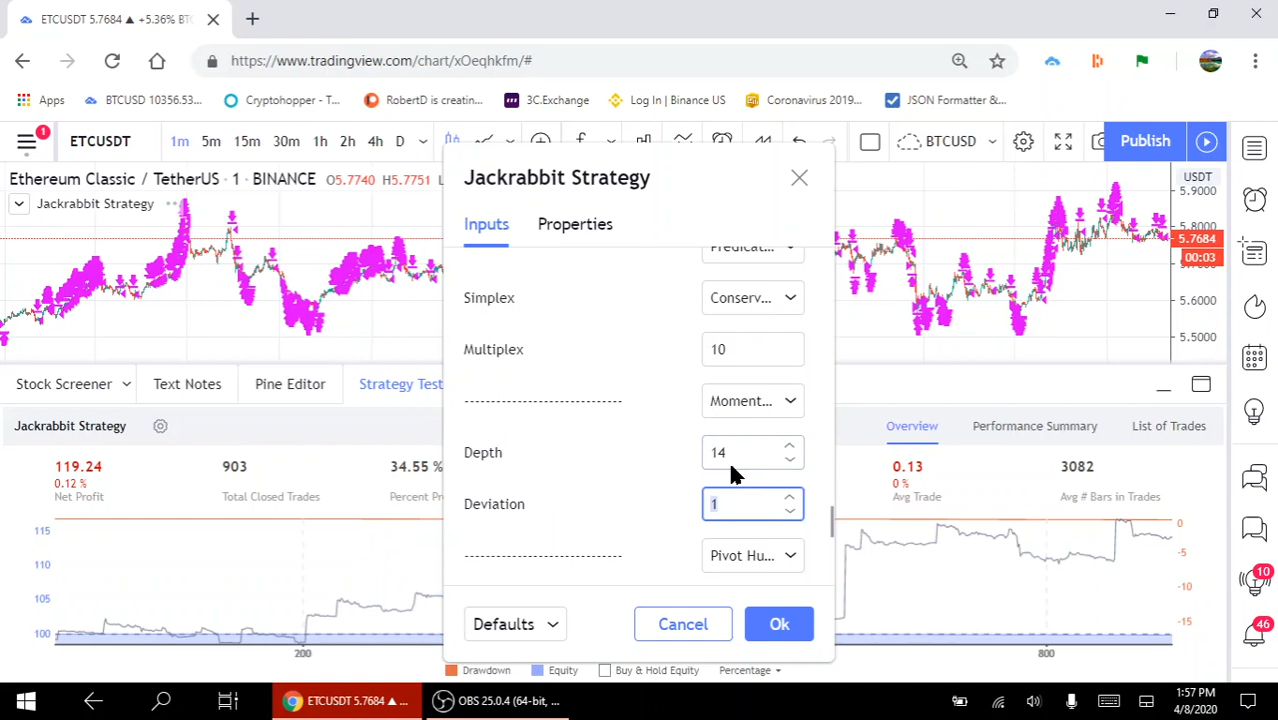 ETCUSDT 5.7684 ▲ +5.36% BTC
https://www.tradingview.com/chart/xOeqhkfm/#
Apps BTCUSD 10356.53... Cryptohopper - T... RobertD is creatin... 3C.Exchange Log In | Binance US Coronavirus 2019... JSON Formatter &...
1 ETCUSDT 1m 5m 15m 30m 1h 2h 4h D BTCUSD Publish
Ethereum Classic / TetherUS · 1 · BINANCE O5.7740 H5.7751 L
Jackrabbit Strategy
USDT
5.9000
5.8000
5.7684
00:03
5.6000
5.5000
Jackrabbit Strategy
Inputs Properties
Predicat...
Simplex Conserv...
Multiplex 10
--------------------------- Moment...
Depth 14
Deviation 1
--------------------------- Pivot Hu...
Defaults Cancel Ok
Stock Screener Text Notes Pine Editor Strategy Test
Jackrabbit Strategy Overview Performance Summary List of Trades
119.24 903 34.55 % 0.13 3082
0.12 % 0 %
Net Profit Total Closed Trades Percent Pr Avg Trade Avg # Bars in Trades
115
110
105
100
0
-5
-10
-15
200 800
Drawdown Equity Buy & Hold Equity Percentage
10
46
ETCUSDT 5.7684 ▲ ... OBS 25.0.4 (64-bit, ...
1:57 PM
4/8/2020